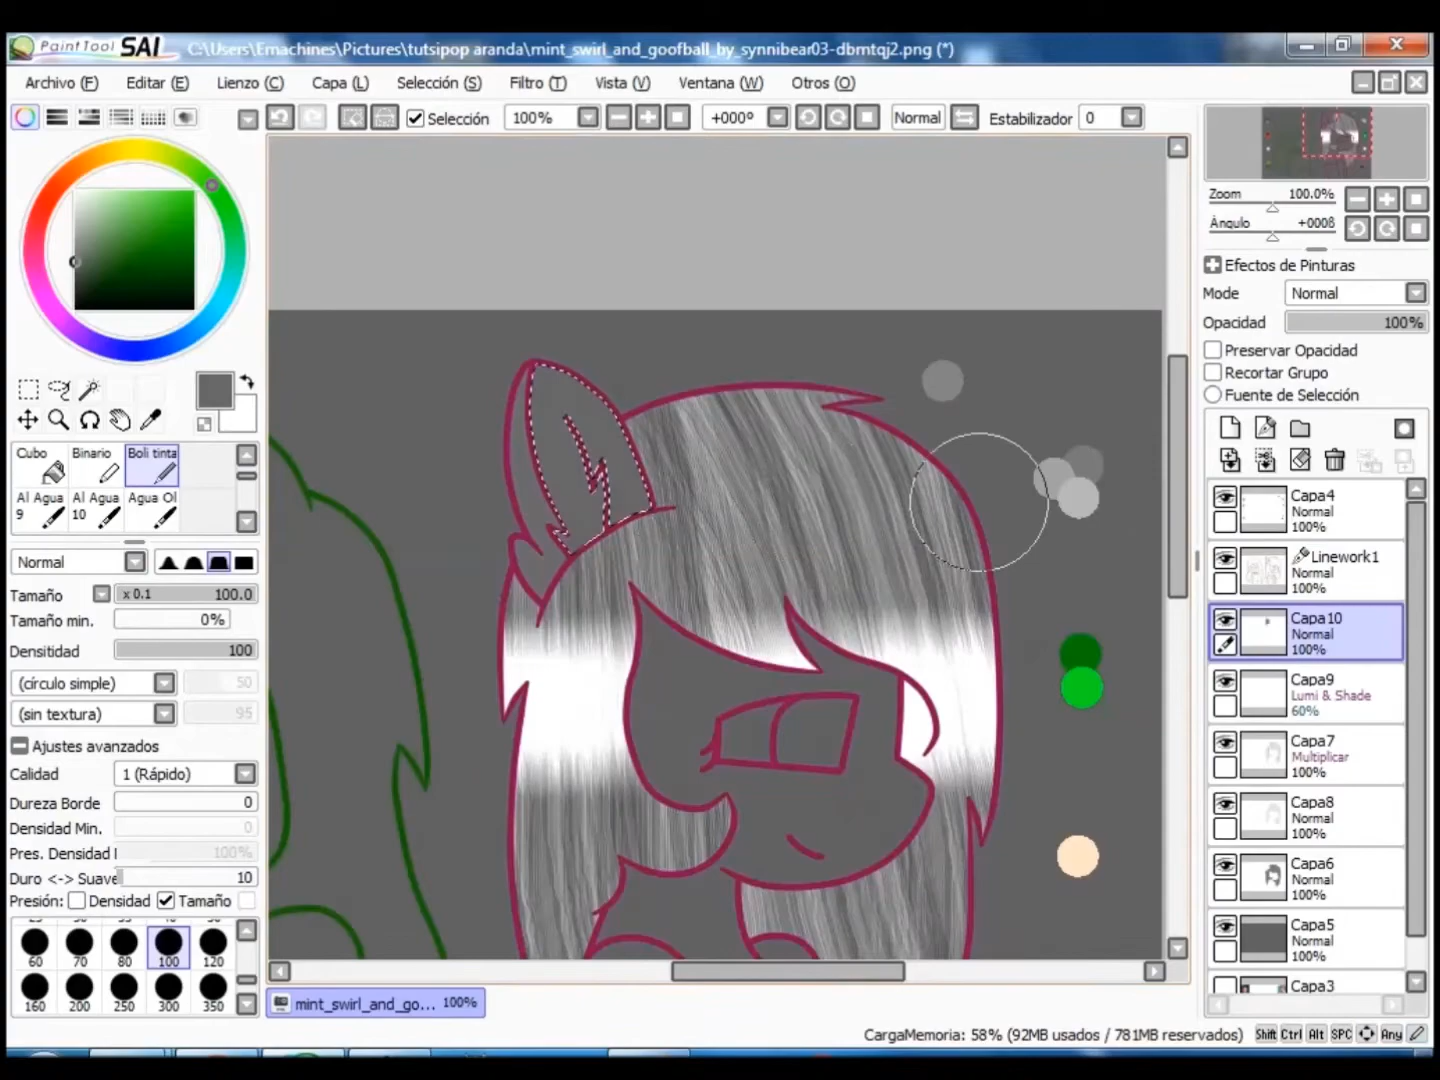 PaintTool SAI C:\Users\Emachines\Pictures\tutsipop aranda\mint_swirl_and_goofball_by_synnibear03-dbmtqj2.png (*)
Archivo (F) Editar (E) Lienzo (C) Capa (L) Selección (S) Filtro (T) Vista (V) Ventana (W) Otros (O)
Selección 100% +000º Normal Estabilizador 0
Zoom 100.0%
Ángulo
Efectos de Pinturas
Mode Normal
Opacidad 100%
Preservar Opacidad
Recortar Grupo
Fuente de Selección
Cubo Binario Boli tinta
Al Agua 9 Al Agua 10 Agua Ol
Normal
Tamaño x 0.1 100.0
Tamaño min. 0%
Densitidad 100
(círculo simple) 50
(sin textura) 95
Ajustes avanzados
Calidad 1 (Rápido)
Dureza Borde 0
Densidad Min. 0
Pres. Densidad 100%
Duro <-> Suave 10
Presión: Densidad Tamaño
60 70 80 100 120
160 200 250 300 350
Capa4
Normal
100%
Linework1
Normal
100%
Capa10
Normal
100%
Capa9
Lumi & Shade
60%
Capa7
Multiplicar
100%
Capa8
Normal
100%
Capa6
Normal
100%
Capa5
Normal
100%
Capa3
mint_swirl_and_go... 100%
CargaMemoria: 58% (92MB usados / 781MB reservados) Shift Ctrl Alt SPC Any